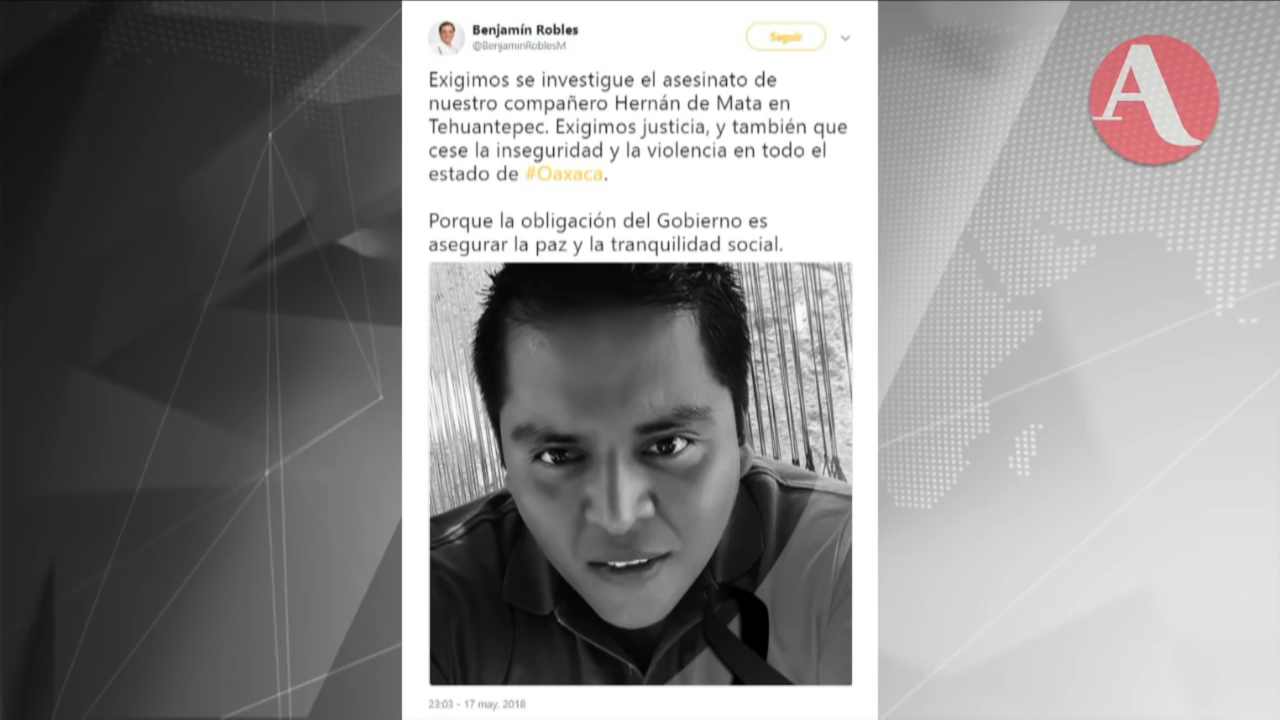 Benjamín Robles
@BenjaminRoblesM
Seguir
A
Exigimos se investigue el asesinato de
nuestro compañero Hernán de Mata en
Tehuantepec. Exigimos justicia, y también que
cese la inseguridad y la violencia en todo el
estado de #Oaxaca.
Porque la obligación del Gobierno es
asegurar la paz y la tranquilidad social.
23:03 - 17 may. 2018